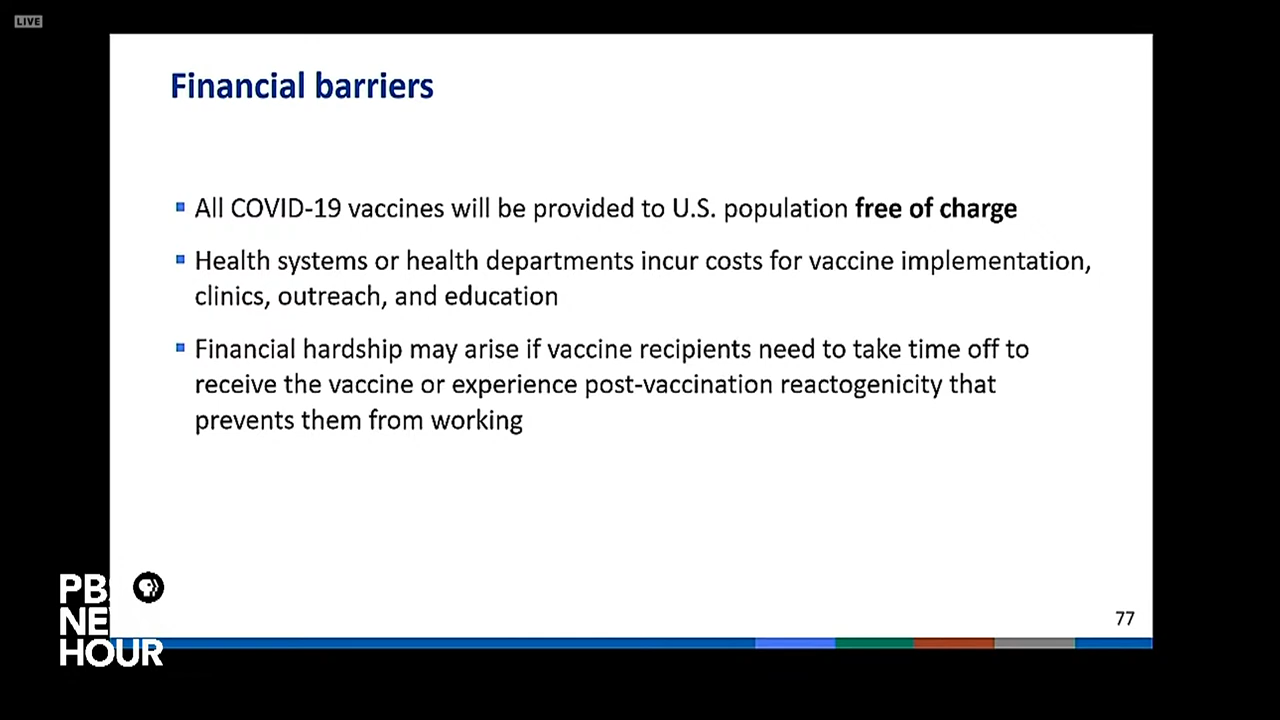 LIVE
Financial barriers
All COVID-19 vaccines will be provided to U.S. population free of charge
Health systems or health departments incur costs for vaccine implementation,
clinics, outreach, and education
Financial hardship may arise if vaccine recipients need to take time off to
receive the vaccine or experience post-vaccination reactogenicity that
prevents them from working
PB
NE
HOUR
77